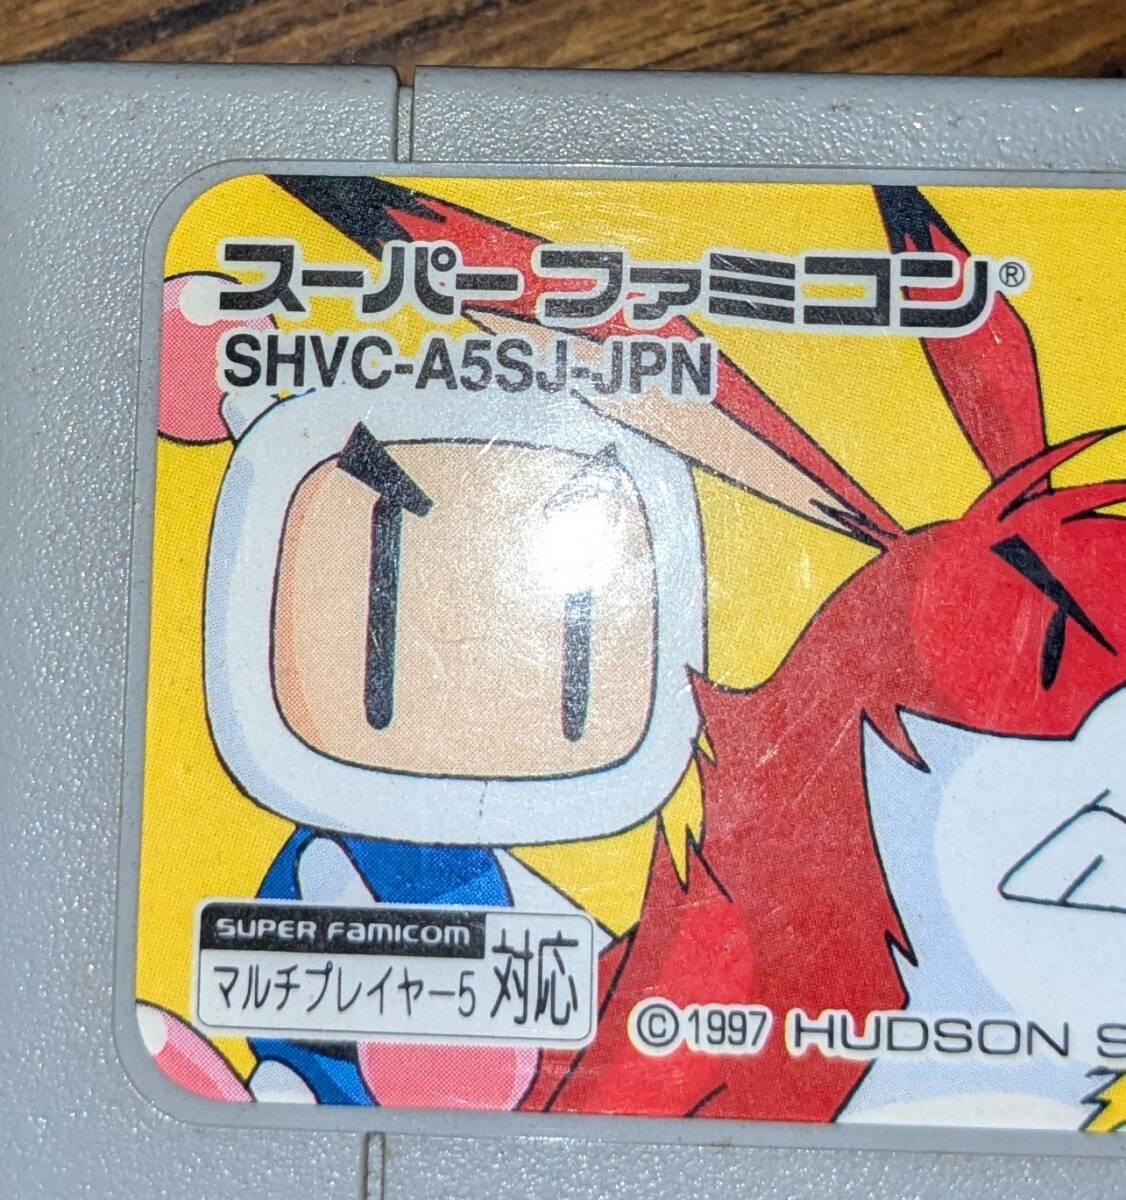 スーパーファミコン®
SHVC-A5SJ-JPN
SUPER FAMICOM
マルチプレイヤー5 対応
©1997 HUDSON S